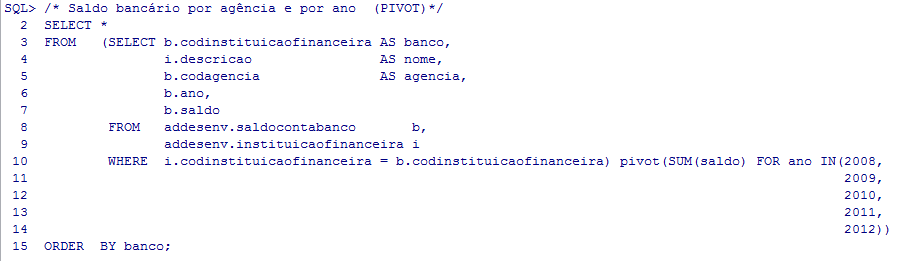 SQL> /* Saldo bancário por agência e por ano  (PIVOT)*/
  2  SELECT *
  3  FROM   (SELECT b.codinstituicaofinanceira AS banco,
  4                 i.descricao                AS nome,
  5                 b.codagencia               AS agencia,
  6                 b.ano,
  7                 b.saldo
  8          FROM   addesenv.saldocontabanco       b,
  9                 addesenv.instituicaofinanceira i
 10          WHERE  i.codinstituicaofinanceira = b.codinstituicaofinanceira) pivot(SUM(saldo) FOR ano IN(2008,
 11                                                                                                      2009,
 12                                                                                                      2010,
 13                                                                                                      2011,
 14                                                                                                      2012))
 15  ORDER  BY banco;